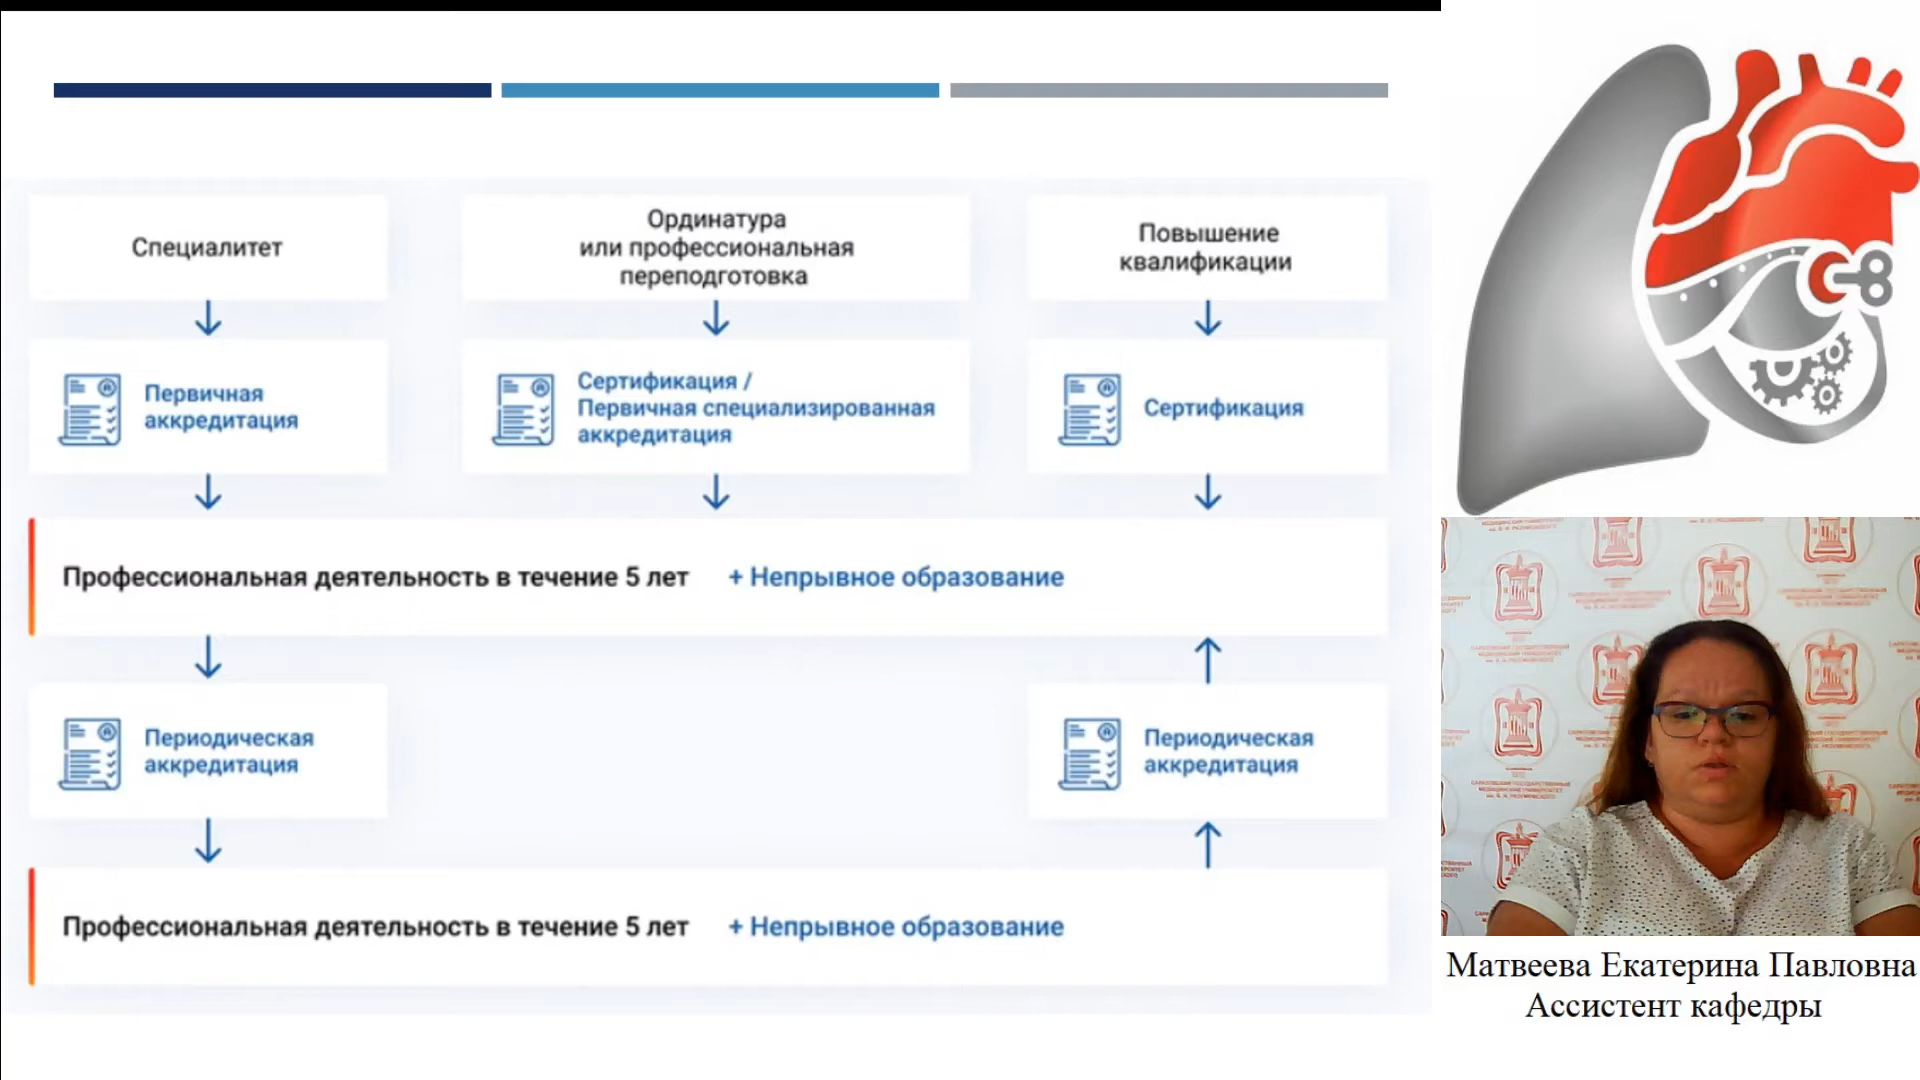 Специалитет
Ординатура
или профессиональная
переподготовка
Повышение
квалификации
Первичная
аккредитация
Сертификация /
Первичная специализированная
аккредитация
Сертификация
Профессиональная деятельность в течение 5 лет + Непрывное образование
Периодическая
аккредитация
Периодическая
аккредитация
Профессиональная деятельность в течение 5 лет + Непрывное образование
Матвеева Екатерина Павловна
Ассистент кафедры